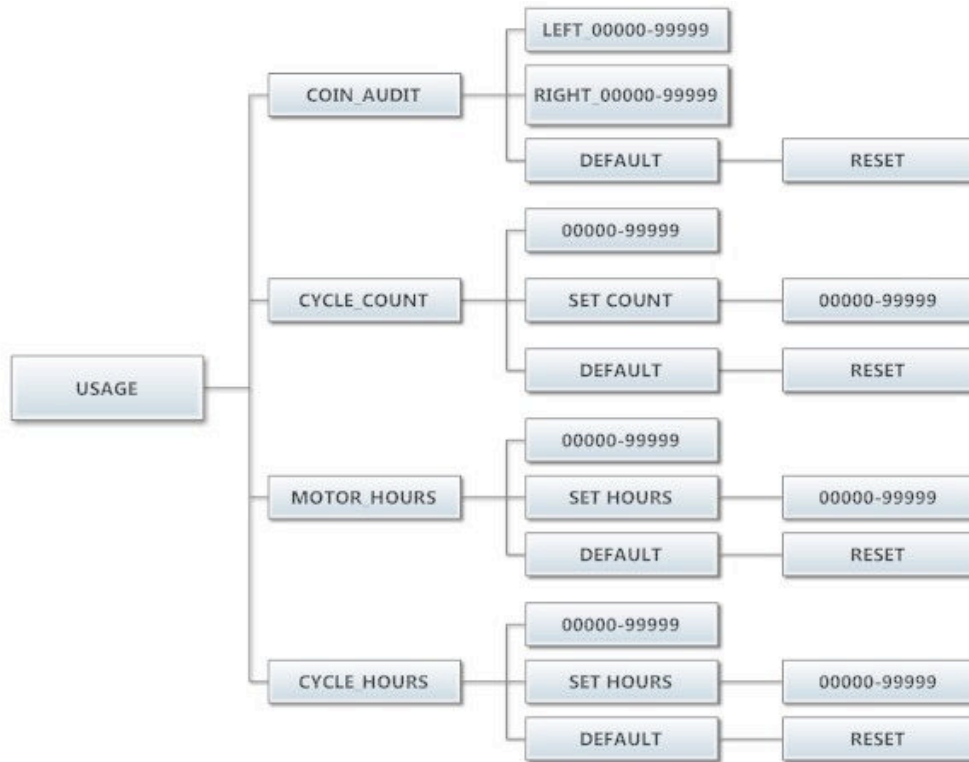 LEFT_00000-99999
COIN_AUDIT
RIGHT_00000-99999
DEFAULT
RESET
00000-99999
CYCLE_COUNT
SET COUNT
00000-99999
DEFAULT
RESET
USAGE
00000-99999
MOTOR_HOURS
SET HOURS
00000-99999
DEFAULT
RESET
00000-99999
CYCLE_HOURS
SET HOURS
00000-99999
DEFAULT
RESET